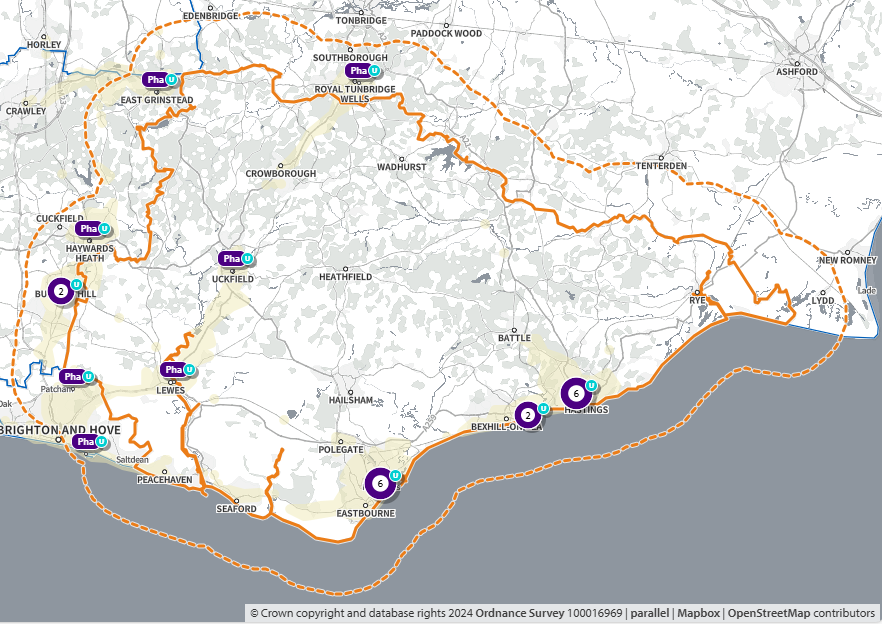 EDENBRIDGE
TONBRIDGE
PADDOCK WOOD
HORLEY
SOUTHBOROUGH
ASHFORD
Pha U
Pha U
EAST GRINSTEAD
ROYAL TUNBRIDGE
WELLS
CRAWLEY
A21
WADHURST
TENTERDEN
CROWBOROUGH
CUCKFIELD
Pha U
HAYWARDS
HEATH
Pha U
UCKFIELD
HEATHFIELD
NEW ROMNEY
2 U
BU HILL
Lade
RYE
LYDD
BATTLE
Pha U
Pha U
Patcham
LEWES
6 U
HASTINGS
HAILSHAM
2 U
BEXHILL-ON-SEA
A259
BRIGHTON AND HOVE
Pha U
POLEGATE
Saltdean
PEACEHAVEN
6 U
SEAFORD
EASTBOURNE
© Crown copyright and database rights 2024 Ordnance Survey 100016969 | parallel | Mapbox | OpenStreetMap contributors